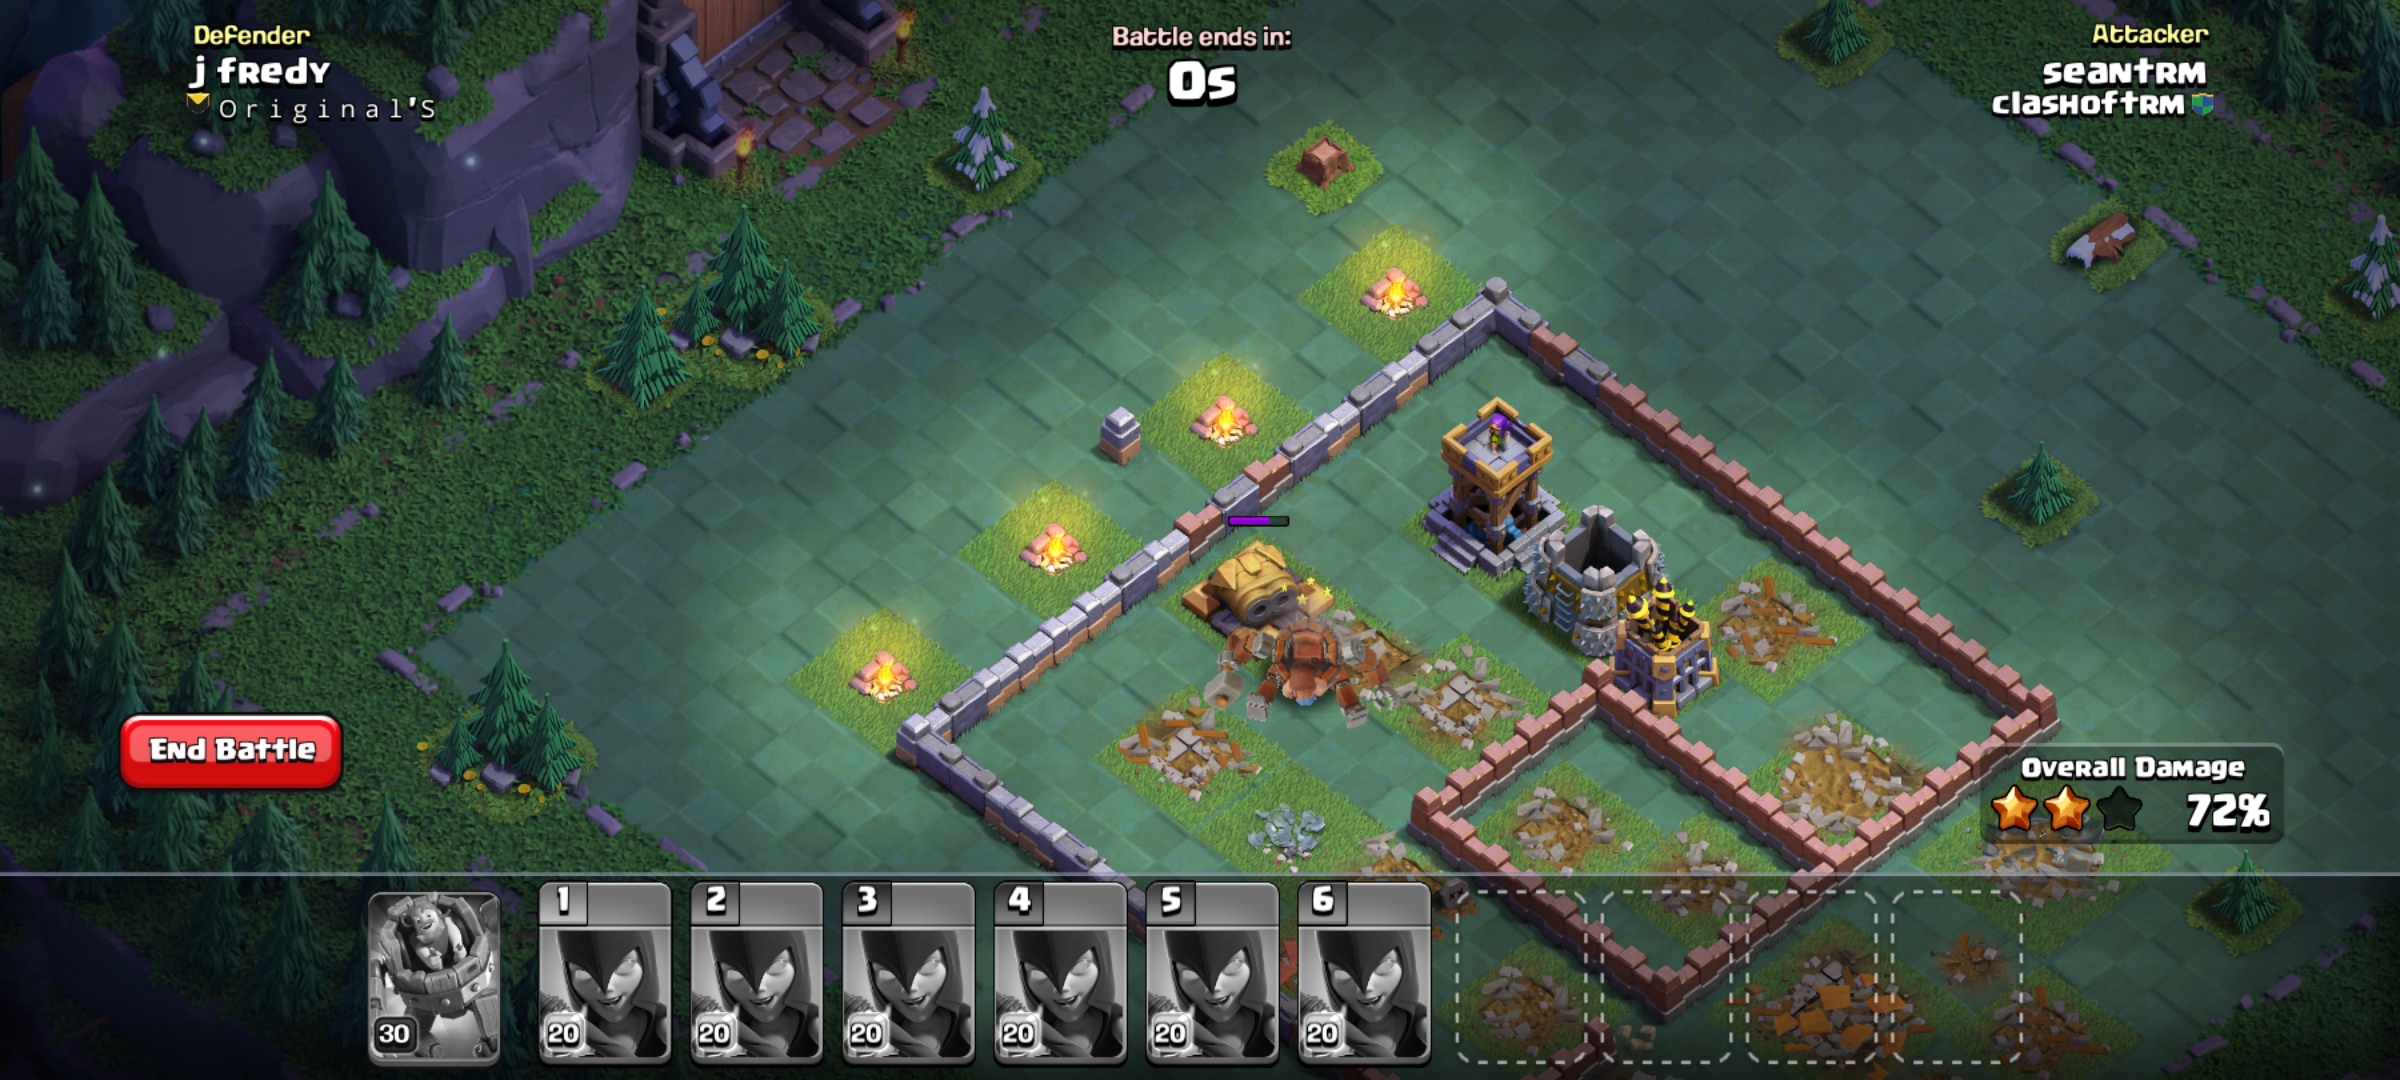 Defender
j fredy
Original'S
Battle ends in:
0s
Attacker
seantrm
clashoftrm
End Battle
Overall Damage
72%
30
1
20
2
20
3
20
4
20
5
20
6
20